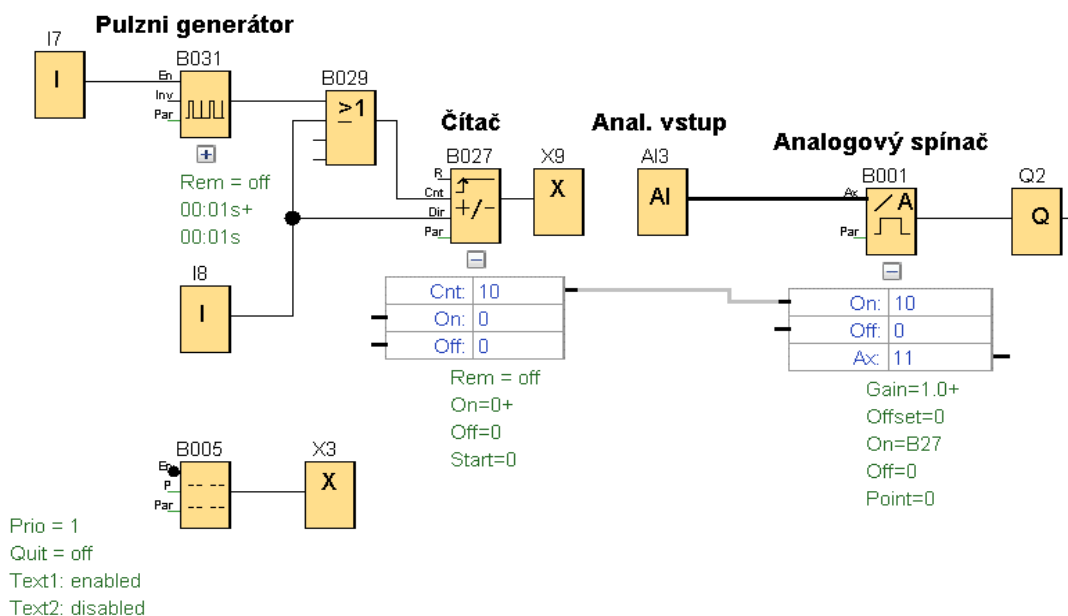 Pulzni generátor
I7
I
B031
En
Inv
Par
Rem = off
00:01s+
00:01s
B029
≥1
I8
I
Čítač
B027
R
Cnt
Dir
Par
+/-
X9
X
Cnt: 10
On: 0
Off: 0
Rem = off
On=0+
Off=0
Start=0
Anal. vstup
AI3
AI
Analogový spínač
B001
Ax
Par
/A
Q2
Q
On: 10
Off: 0
Ax: 11
Gain=1.0+
Offset=0
On=B27
Off=0
Point=0
B005
En
P
Par
X3
X
Prio = 1
Quit = off
Text1: enabled
Text2: disabled